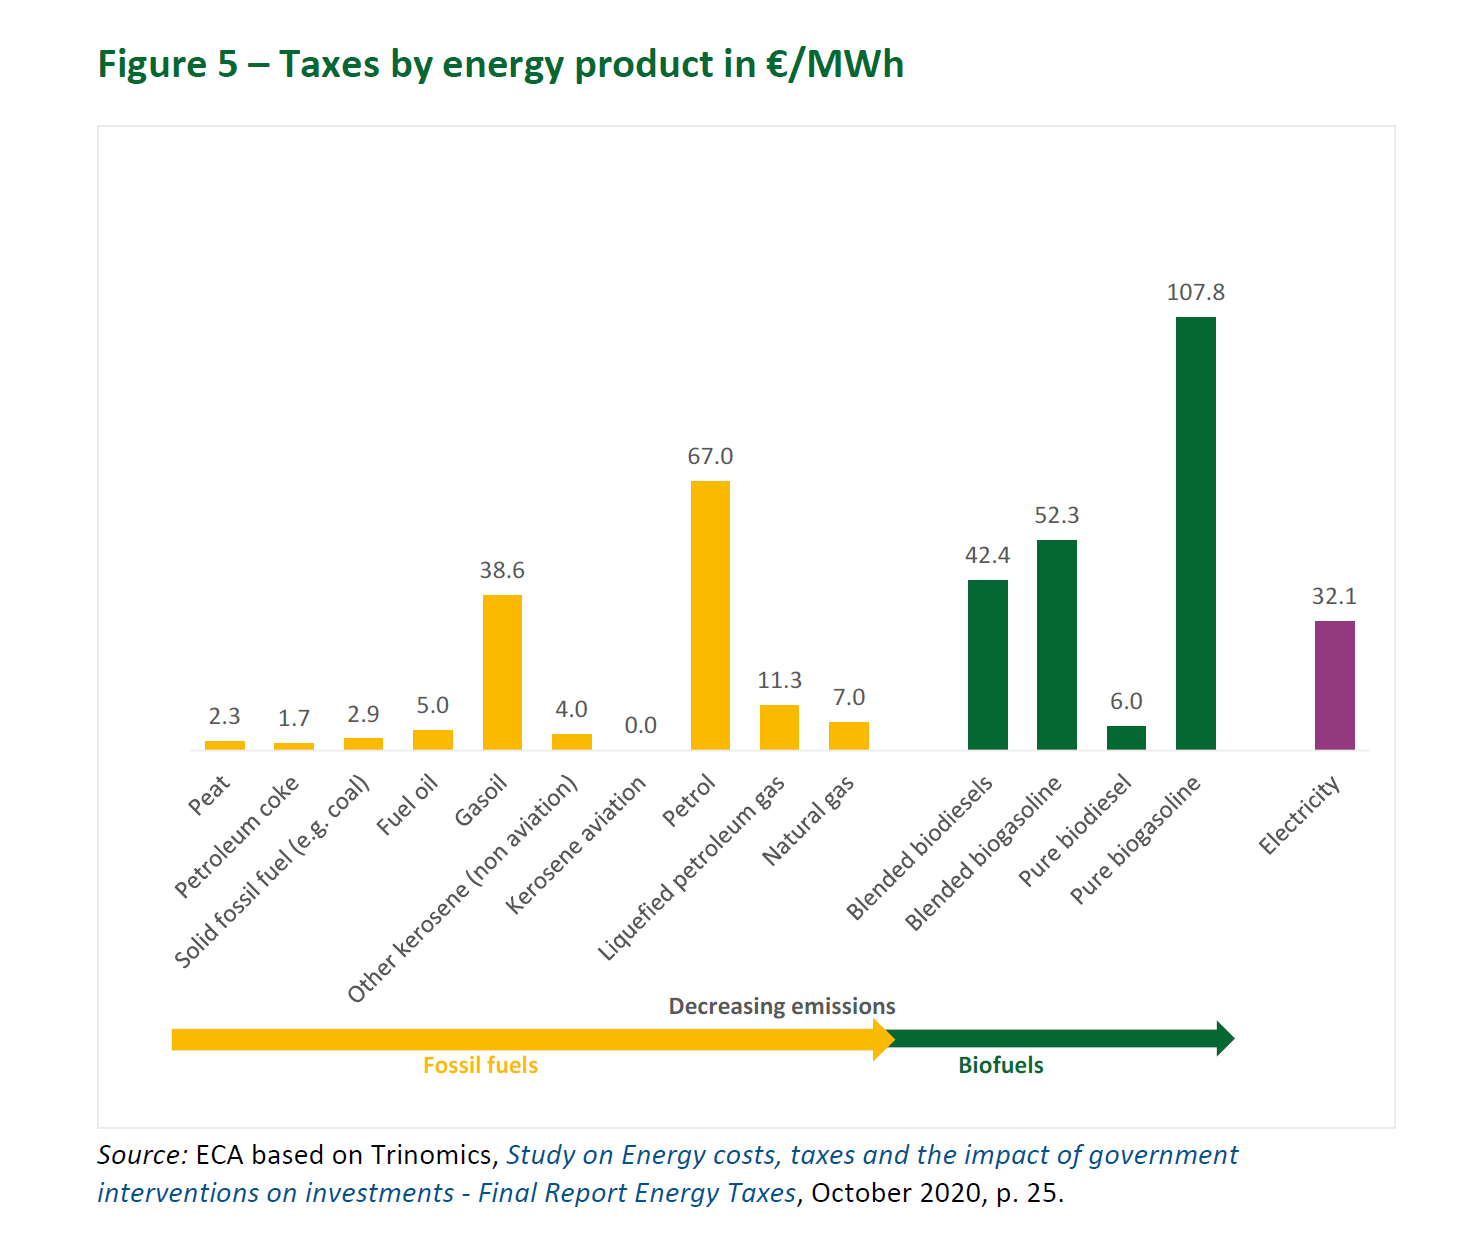 Figure 5 – Taxes by energy product in €/MWh
107.8
67.0
52.3
42.4
38.6
32.1
11.3
7.0
6.0
5.0
4.0
2.9
2.3
1.7
0.0
Peat
Petroleum coke
Solid fossil fuel (e.g. coal)
Fuel oil
Gasoil
Other kerosene (non aviation)
Kerosene aviation
Petrol
Liquefied petroleum gas
Natural gas
Blended biodiesels
Blended biogasoline
Pure biodiesel
Pure biogasoline
Electricity
Decreasing emissions
Fossil fuels
Biofuels
Source: ECA based on Trinomics, Study on Energy costs, taxes and the impact of government
interventions on investments - Final Report Energy Taxes, October 2020, p. 25.